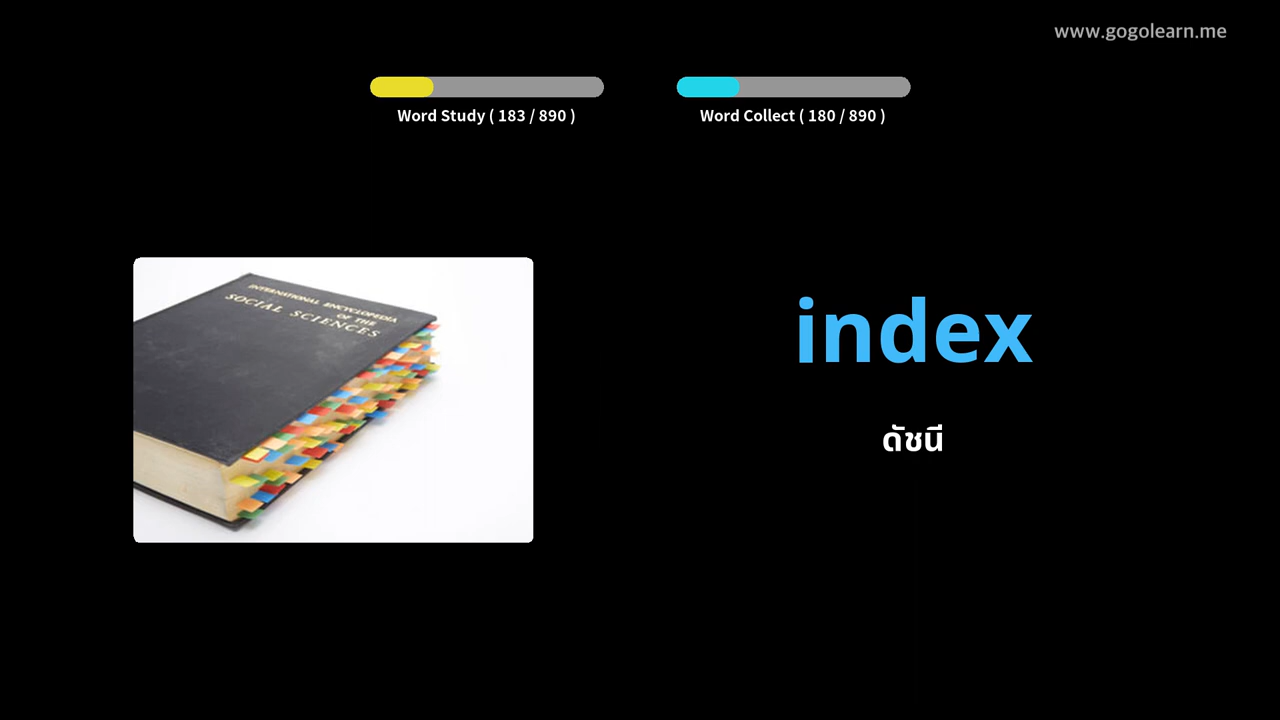 www.gogolearn.me
Word Study ( 183 / 890 )
Word Collect ( 180 / 890 )
INTERNATIONAL ENCYCLOPEDIA
OF THE
SOCIAL SCIENCES
index
ดัชนี